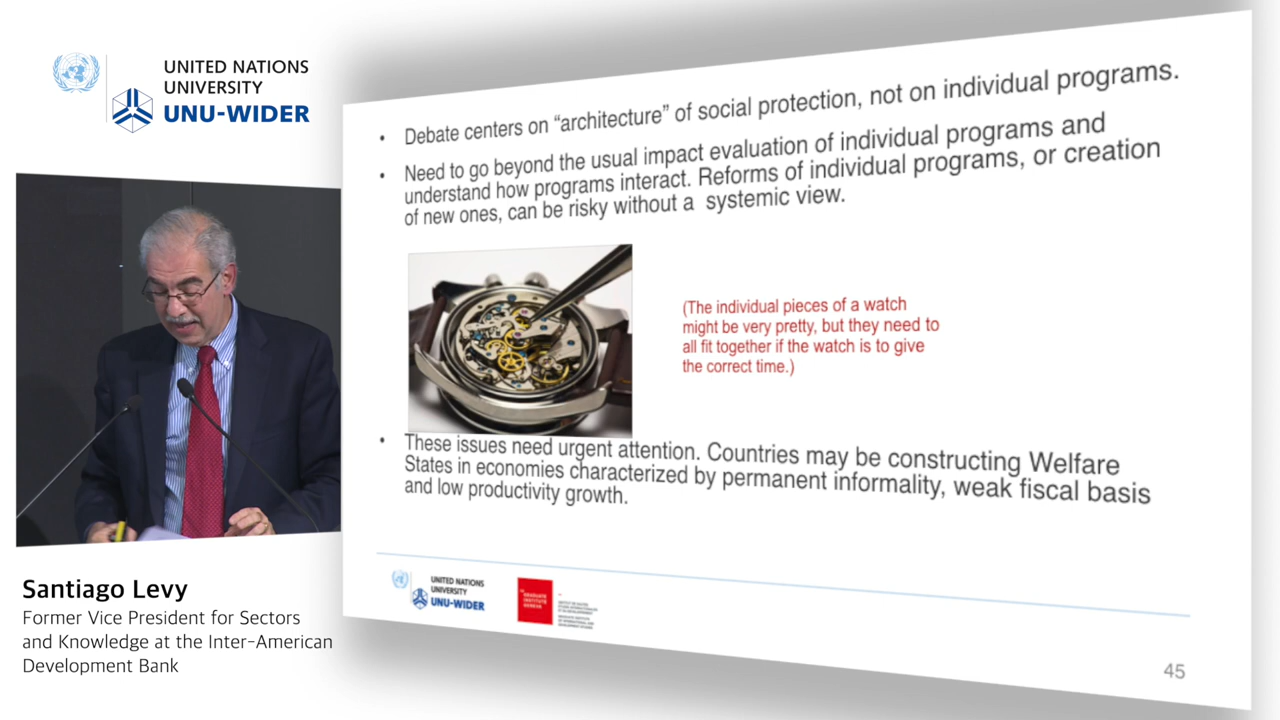 UNITED NATIONS
UNIVERSITY
UNU-WIDER
• Debate centers on “architecture” of social protection, not on individual programs.
• Need to go beyond the usual impact evaluation of individual programs and
understand how programs interact. Reforms of individual programs, or creation
of new ones, can be risky without a systemic view.
(The individual pieces of a watch
might be very pretty, but they need to
all fit together if the watch is to give
the correct time.)
• These issues need urgent attention. Countries may be constructing Welfare
States in economies characterized by permanent informality, weak fiscal basis
and low productivity growth.
UNITED NATIONS
UNIVERSITY
UNU-WIDER
GRADUATE
INSTITUTE
GENEVA
45
Santiago Levy
Former Vice President for Sectors
and Knowledge at the Inter-American
Development Bank